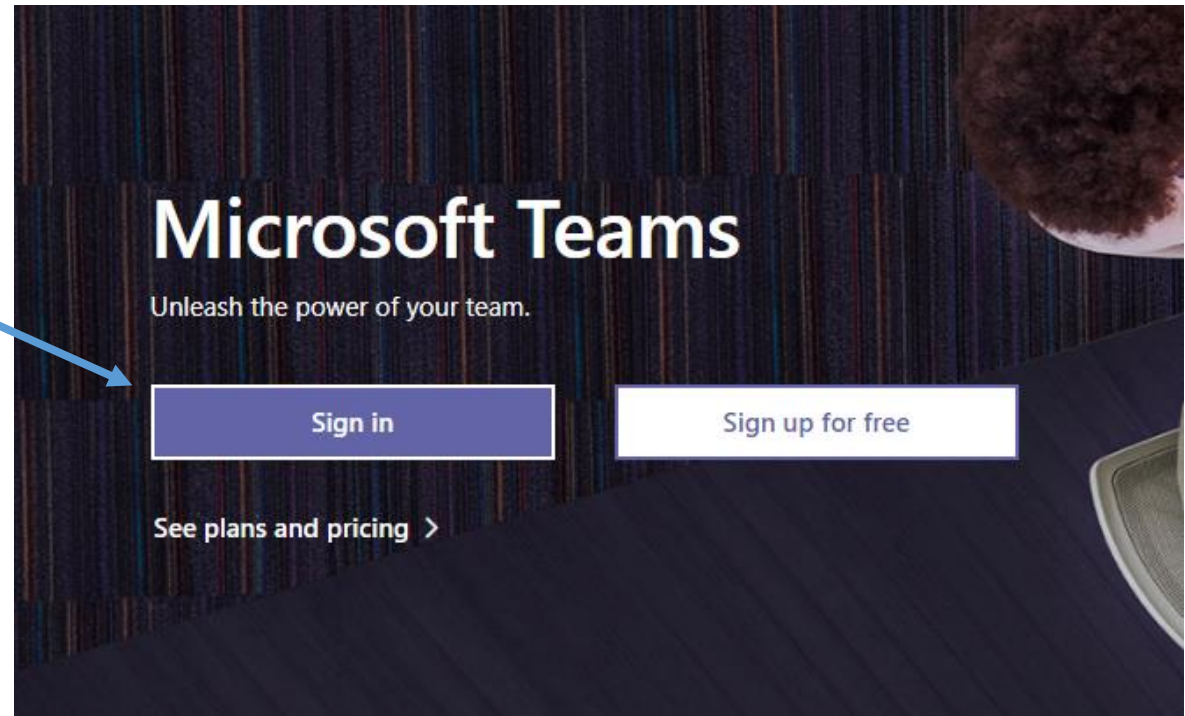 Microsoft Teams
Unleash the power of your team.
Sign in
Sign up for free
See plans and pricing >